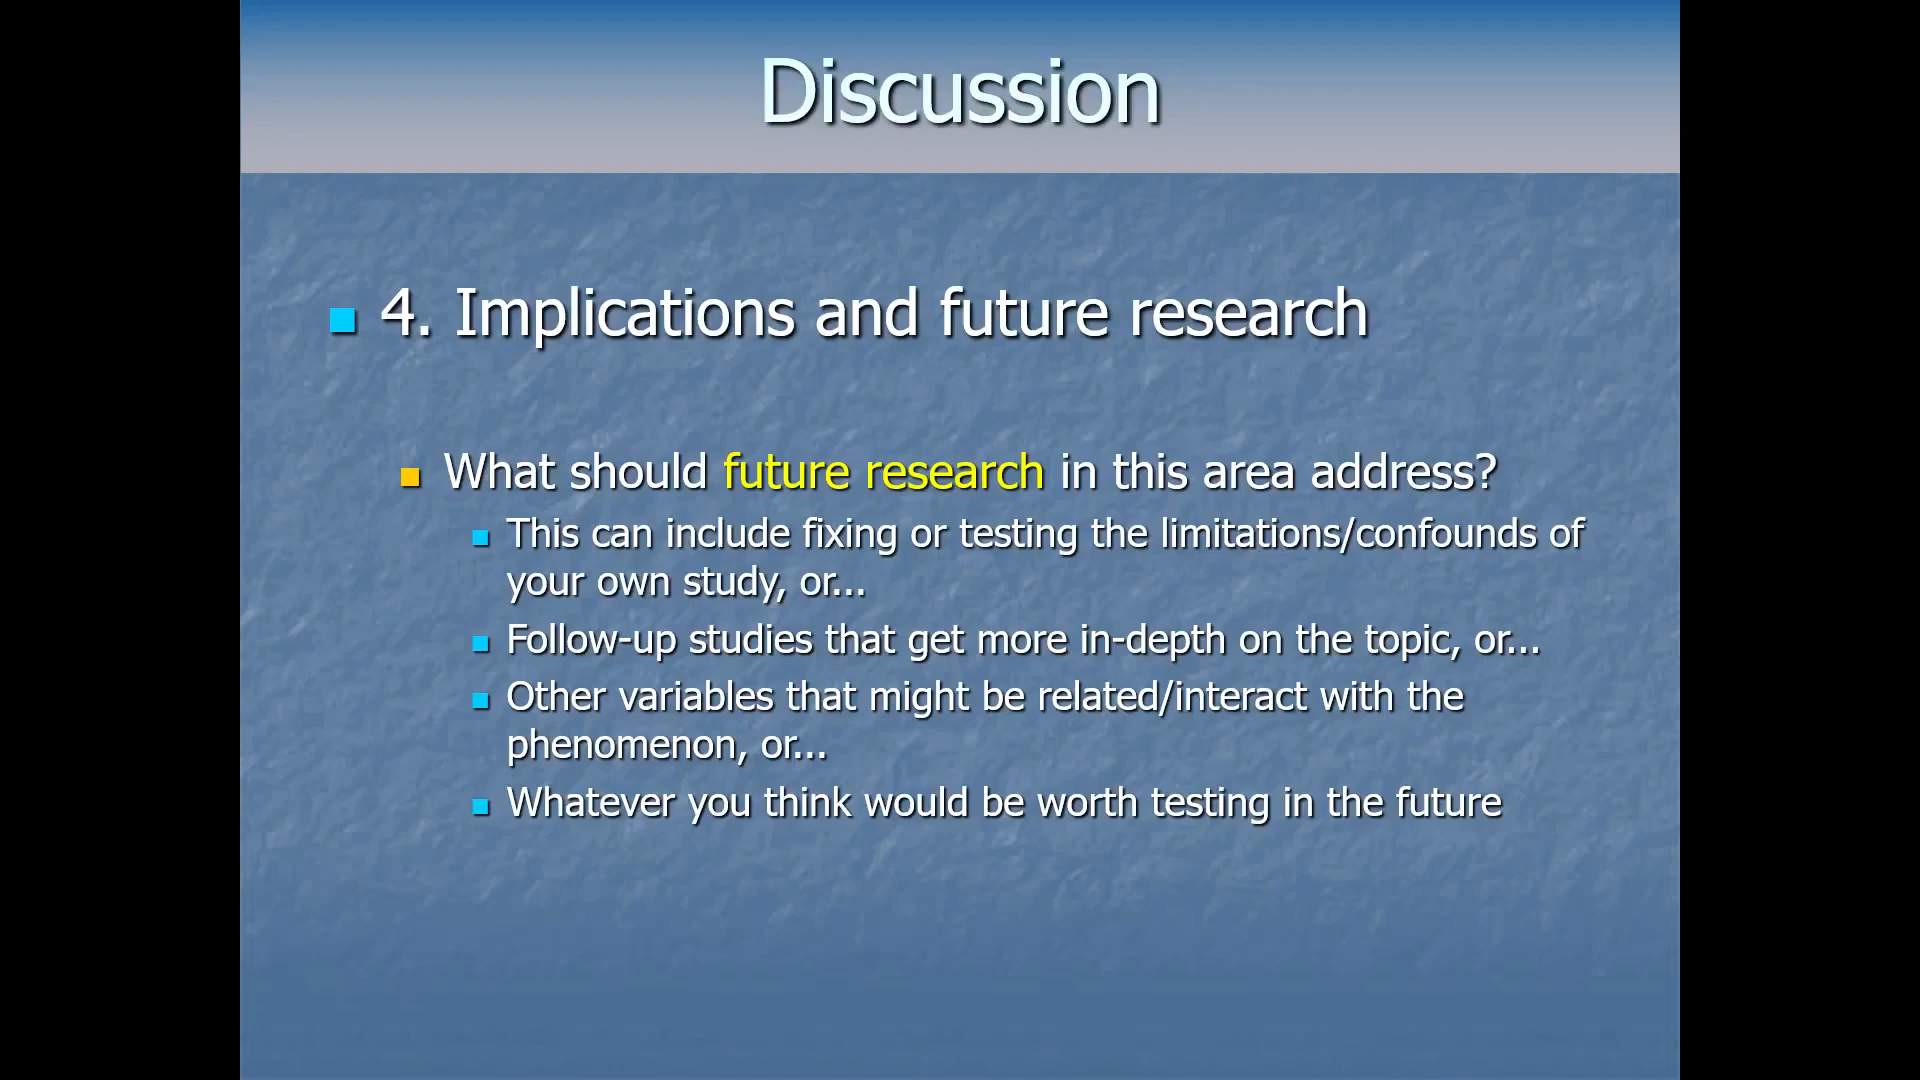 Discussion
4. Implications and future research
What should future research in this area address?
This can include fixing or testing the limitations/confounds of
your own study, or...
Follow-up studies that get more in-depth on the topic, or...
Other variables that might be related/interact with the
phenomenon, or...
Whatever you think would be worth testing in the future